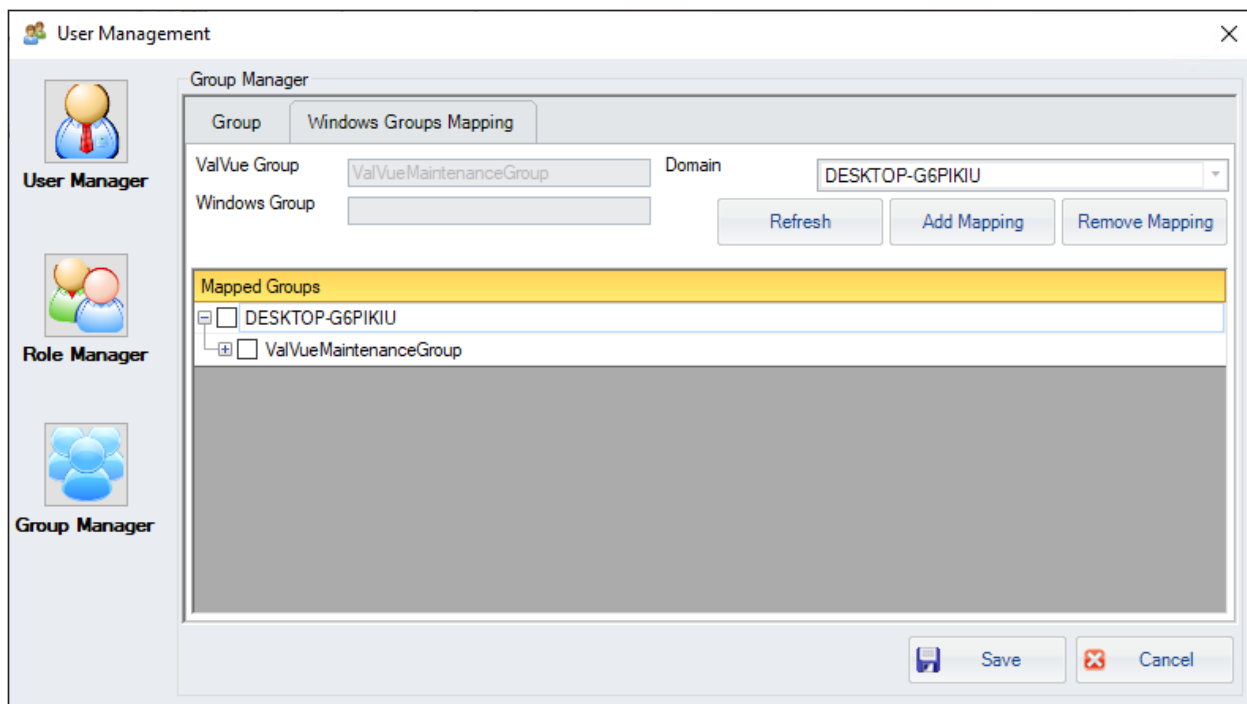 User Management
User Manager
Role Manager
Group Manager
Group Manager
Group
Windows Groups Mapping
ValVue Group
ValVueMaintenanceGroup
Domain
DESKTOP-G6PIKIU
Windows Group
Refresh
Add Mapping
Remove Mapping
Mapped Groups
DESKTOP-G6PIKIU
ValVueMaintenanceGroup
Save
Cancel